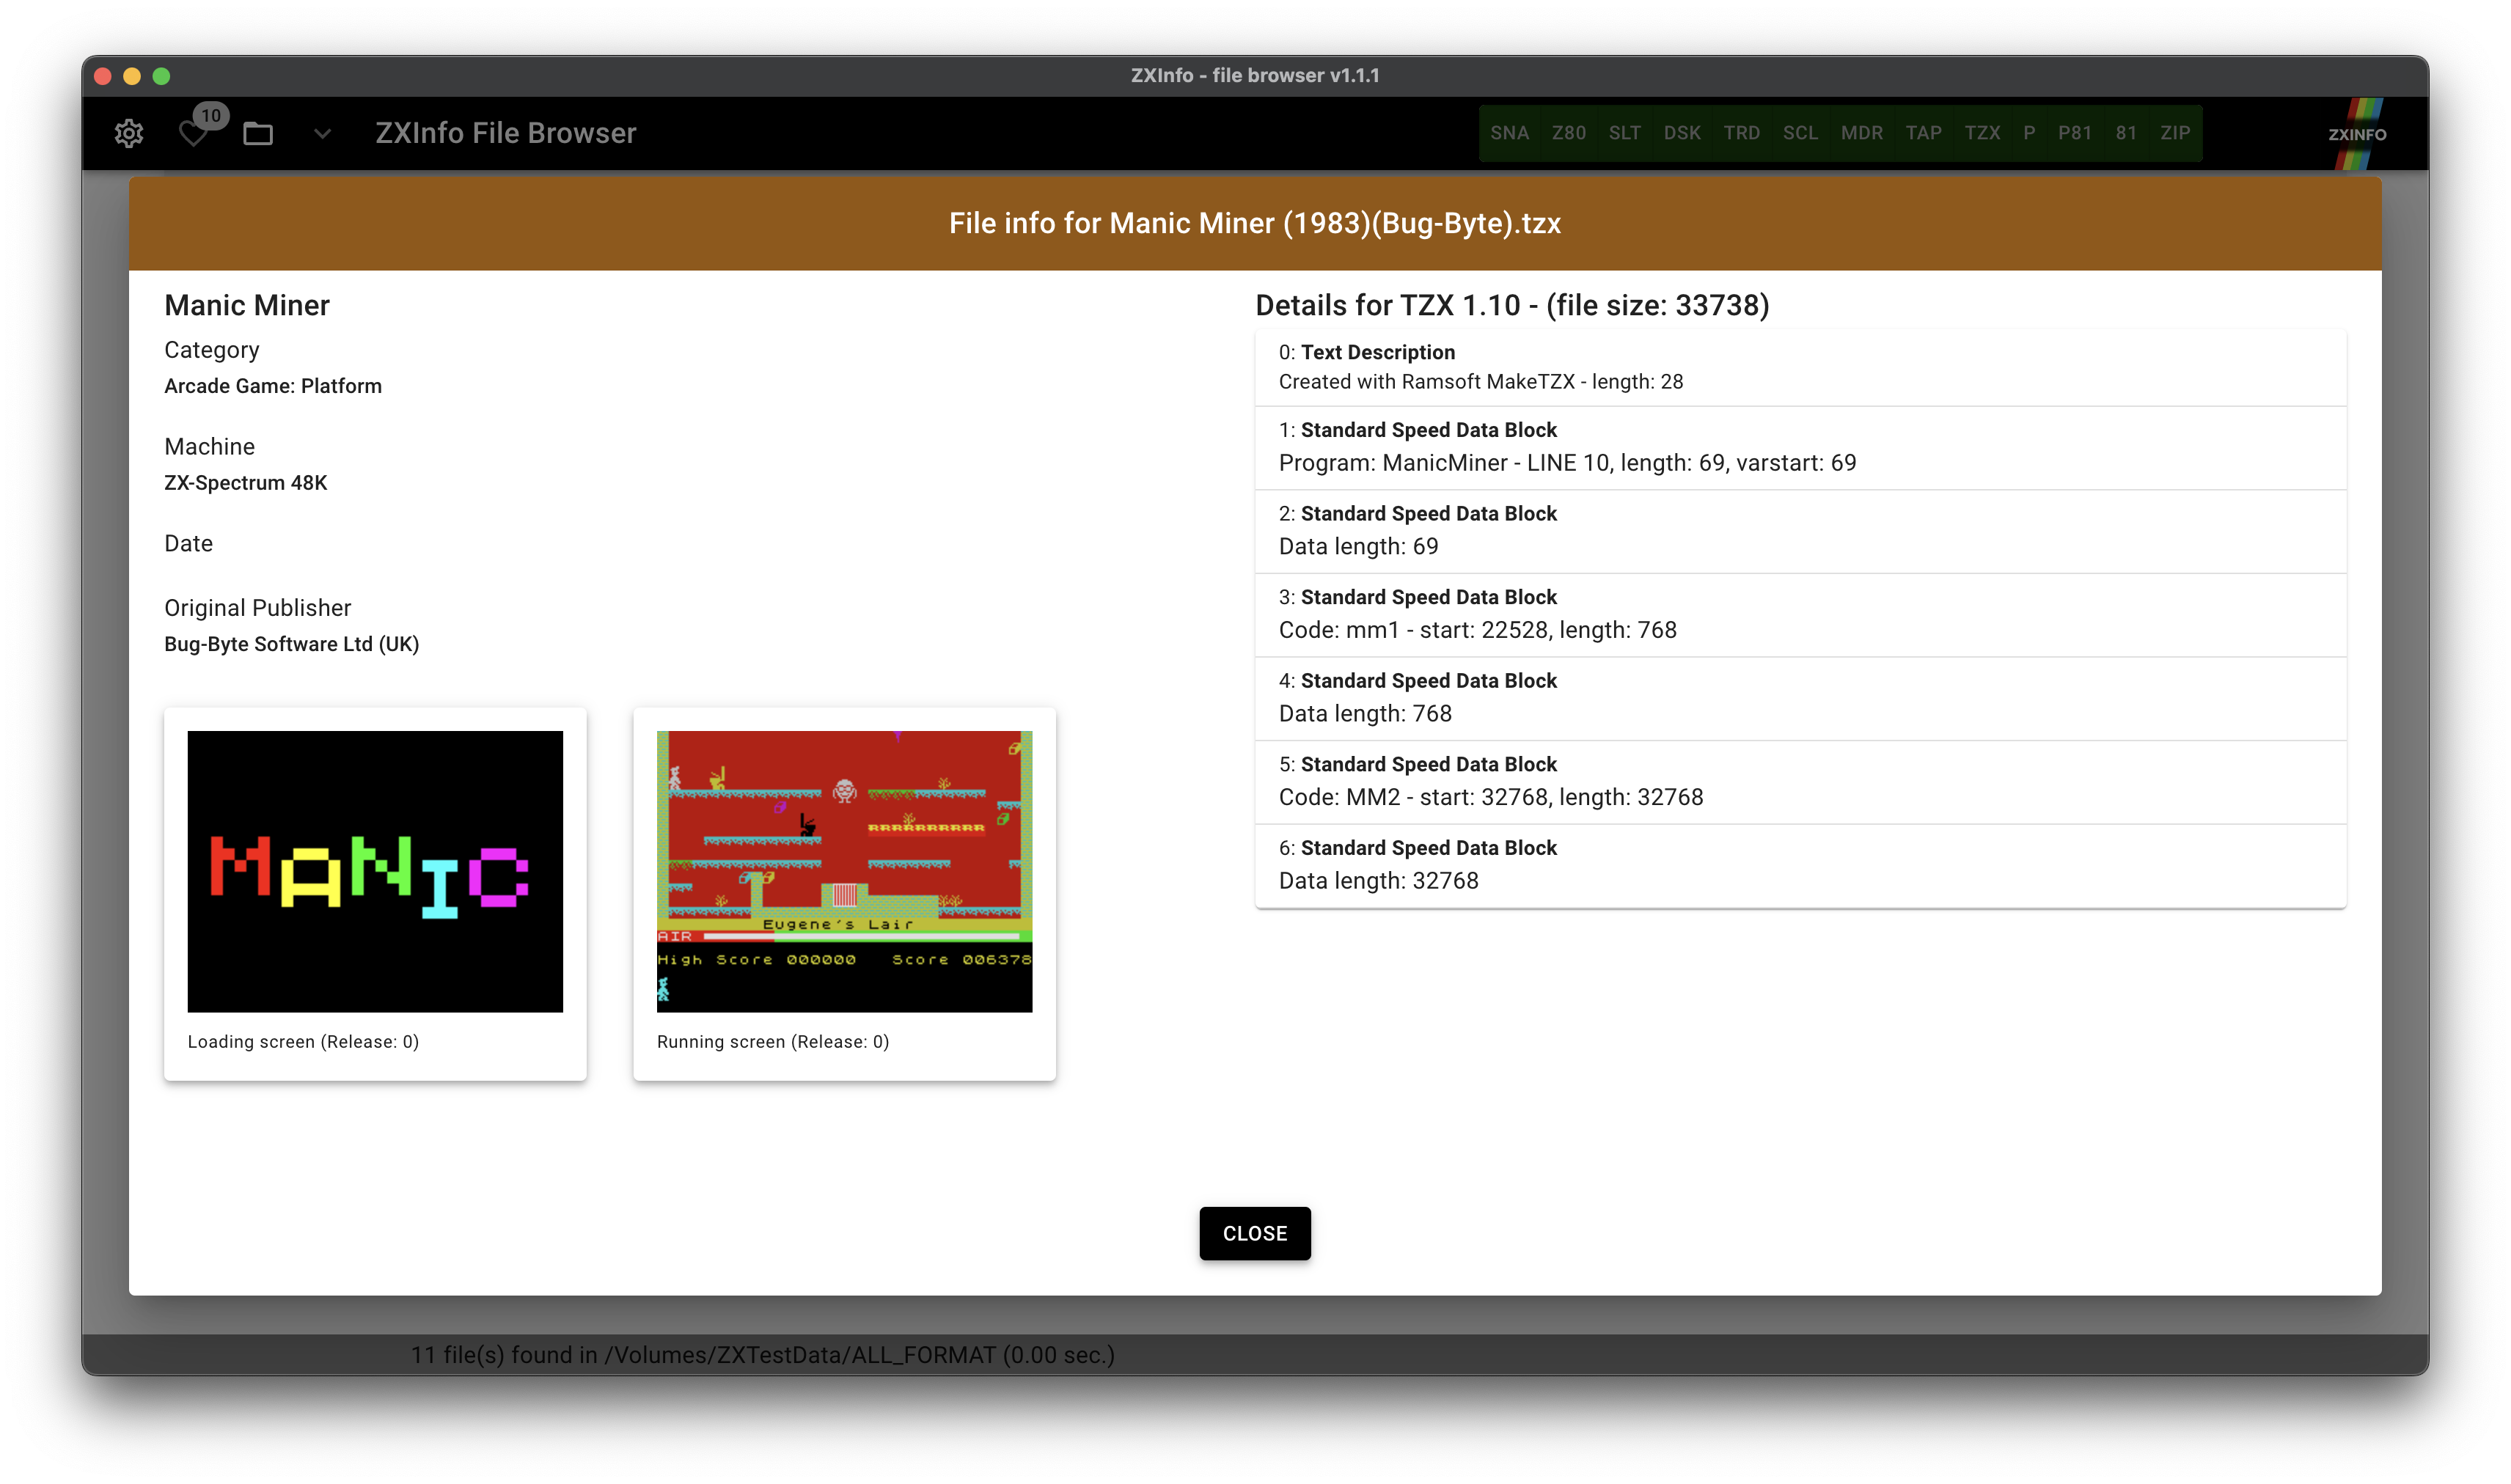 ZXInfo - file browser v1.1.1
10
ZXInfo File Browser
SNA Z80 SLT DSK TRD SCL MDR TAP TZX P P81 81 ZIP
ZXINFO
File info for Manic Miner (1983)(Bug-Byte).tzx
Manic Miner
Category
Arcade Game: Platform
Machine
ZX-Spectrum 48K
Date
Original Publisher
Bug-Byte Software Ltd (UK)
MANIC
Loading screen (Release: 0)
Eugene's Lair
AIR
High Score 000000 Score 006378
Running screen (Release: 0)
Details for TZX 1.10 - (file size: 33738)
0: Text Description
Created with Ramsoft MakeTZX - length: 28
1: Standard Speed Data Block
Program: ManicMiner - LINE 10, length: 69, varstart: 69
2: Standard Speed Data Block
Data length: 69
3: Standard Speed Data Block
Code: mm1 - start: 22528, length: 768
4: Standard Speed Data Block
Data length: 768
5: Standard Speed Data Block
Code: MM2 - start: 32768, length: 32768
6: Standard Speed Data Block
Data length: 32768
CLOSE
11 file(s) found in /Volumes/ZXTestData/ALL_FORMAT (0.00 sec.)